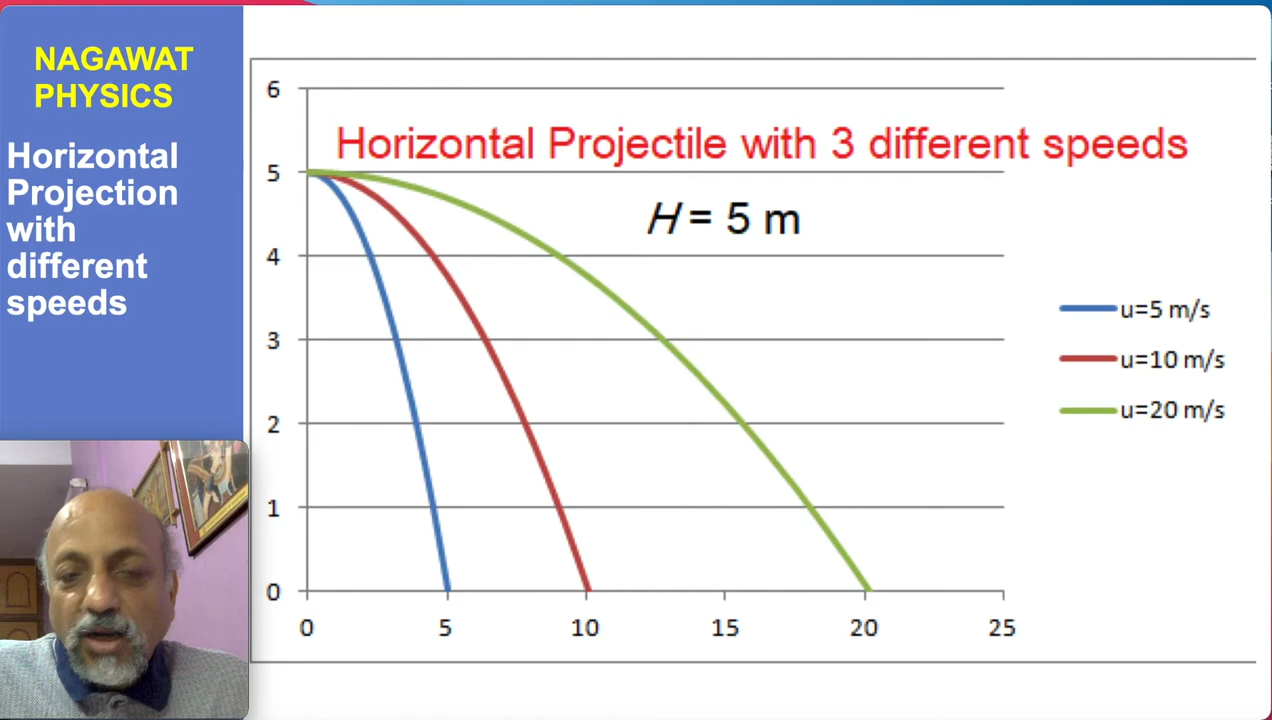 NAGAWAT
PHYSICS
Horizontal
Projection
with
different
speeds
Horizontal Projectile with 3 different speeds
H = 5 m
6
5
4
3
2
1
0
0 5 10 15 20 25
u=5 m/s
u=10 m/s
u=20 m/s